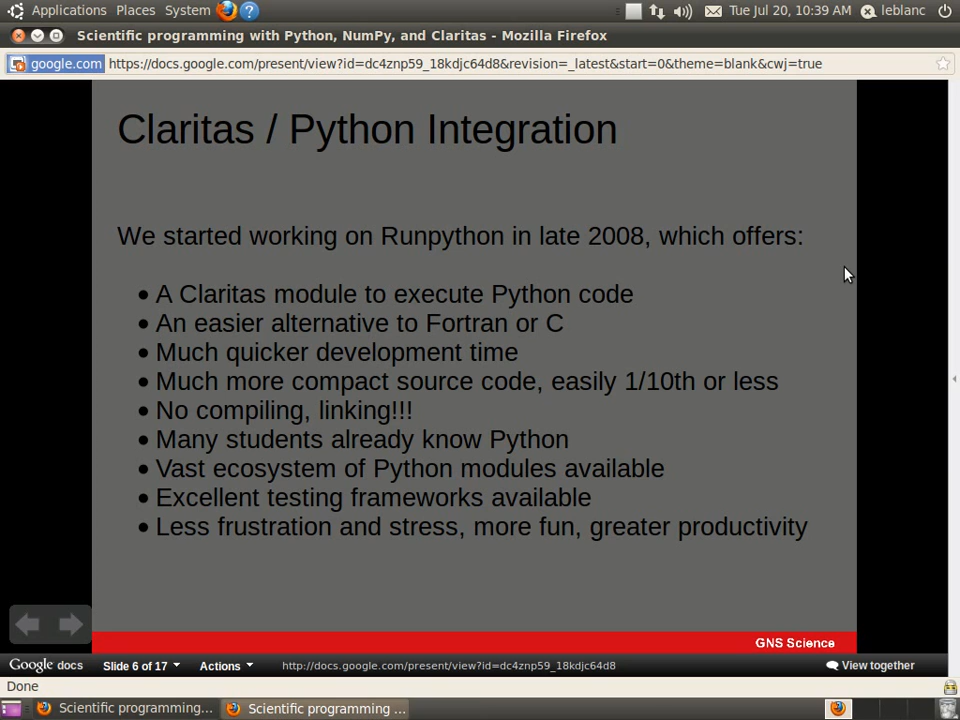 Applications Places System
Tue Jul 20, 10:39 AM leblanc
Scientific programming with Python, NumPy, and Claritas - Mozilla Firefox
google.com https://docs.google.com/present/view?id=dc4znp59_18kdjc64d8&revision=_latest&start=0&theme=blank&cwj=true
Claritas / Python Integration
We started working on Runpython in late 2008, which offers:
• A Claritas module to execute Python code
• An easier alternative to Fortran or C
• Much quicker development time
• Much more compact source code, easily 1/10th or less
• No compiling, linking!!!
• Many students already know Python
• Vast ecosystem of Python modules available
• Excellent testing frameworks available
• Less frustration and stress, more fun, greater productivity
GNS Science
Google docs Slide 6 of 17 Actions http://docs.google.com/present/view?id=dc4znp59_18kdjc64d8 View together
Done
Scientific programming... Scientific programming ...